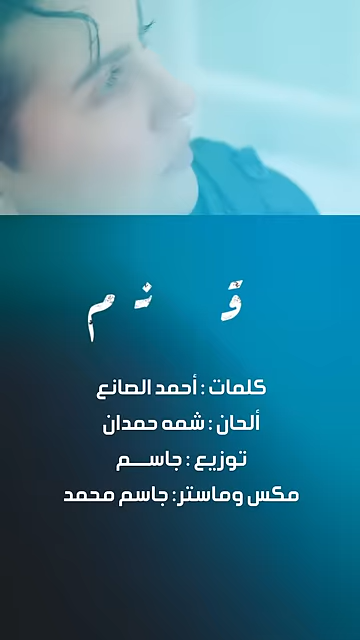 كلمات : أحمد الصانع
ألحان : شمه حمدان
توزيع : جاســم
مكس وماستر: جاسم محمد